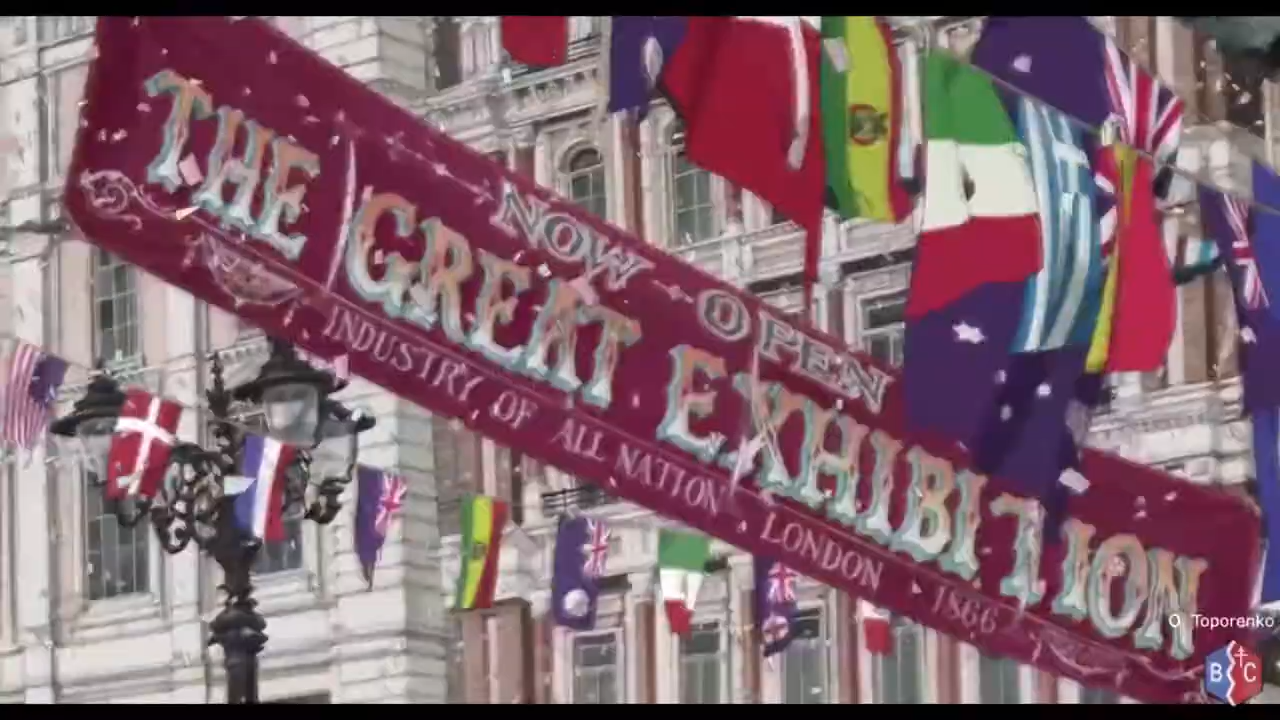 NOW OPEN
THE GREAT EXHIBITION
INDUSTRY OF ALL NATION LONDON 1866
O Toporenko
B C